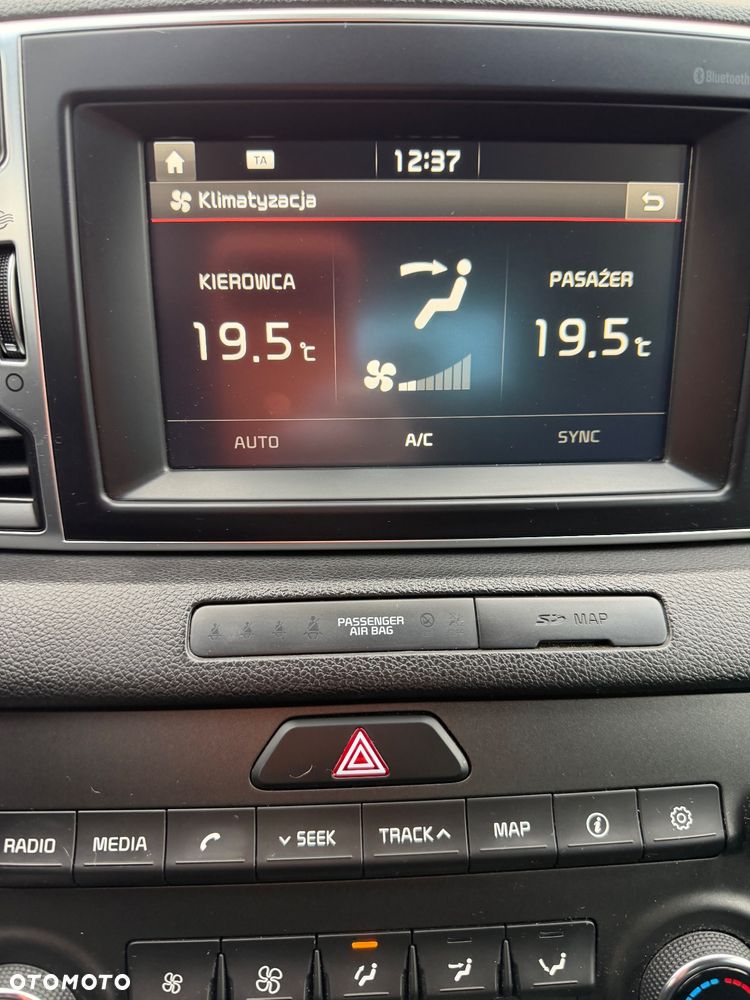 Bluetooth
TA 12:37
Klimatyzacja
KIEROWCA PASAŻER
19.5°c 19.5°c
AUTO A/C SYNC
PASSENGER
AIR BAG
SD MAP
RADIO MEDIA SEEK TRACK MAP
OTOMOTO